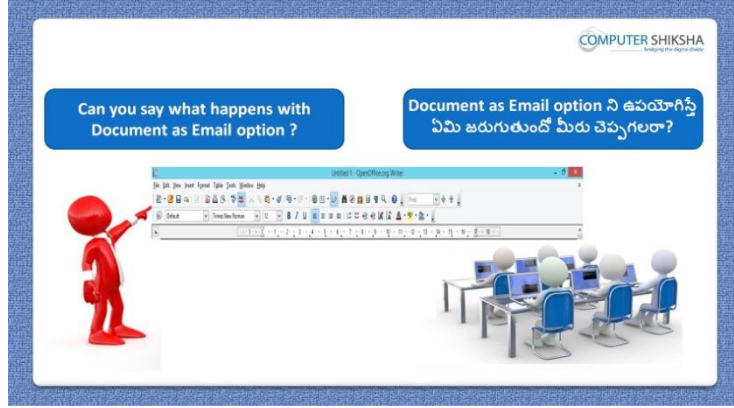 COMPUTER SHIKSHA
Bridging the digital divide
Can you say what happens with
Document as Email option ?
Document as Email option ని ఉపయోగిస్తే
ఏమి జరుగుతుందో మీరు చెప్పగలరా?
Untitled 1 - OpenOffice.org Writer
File Edit View Insert Format Table Tools Window Help
Find
Default Times New Roman 12 B I U